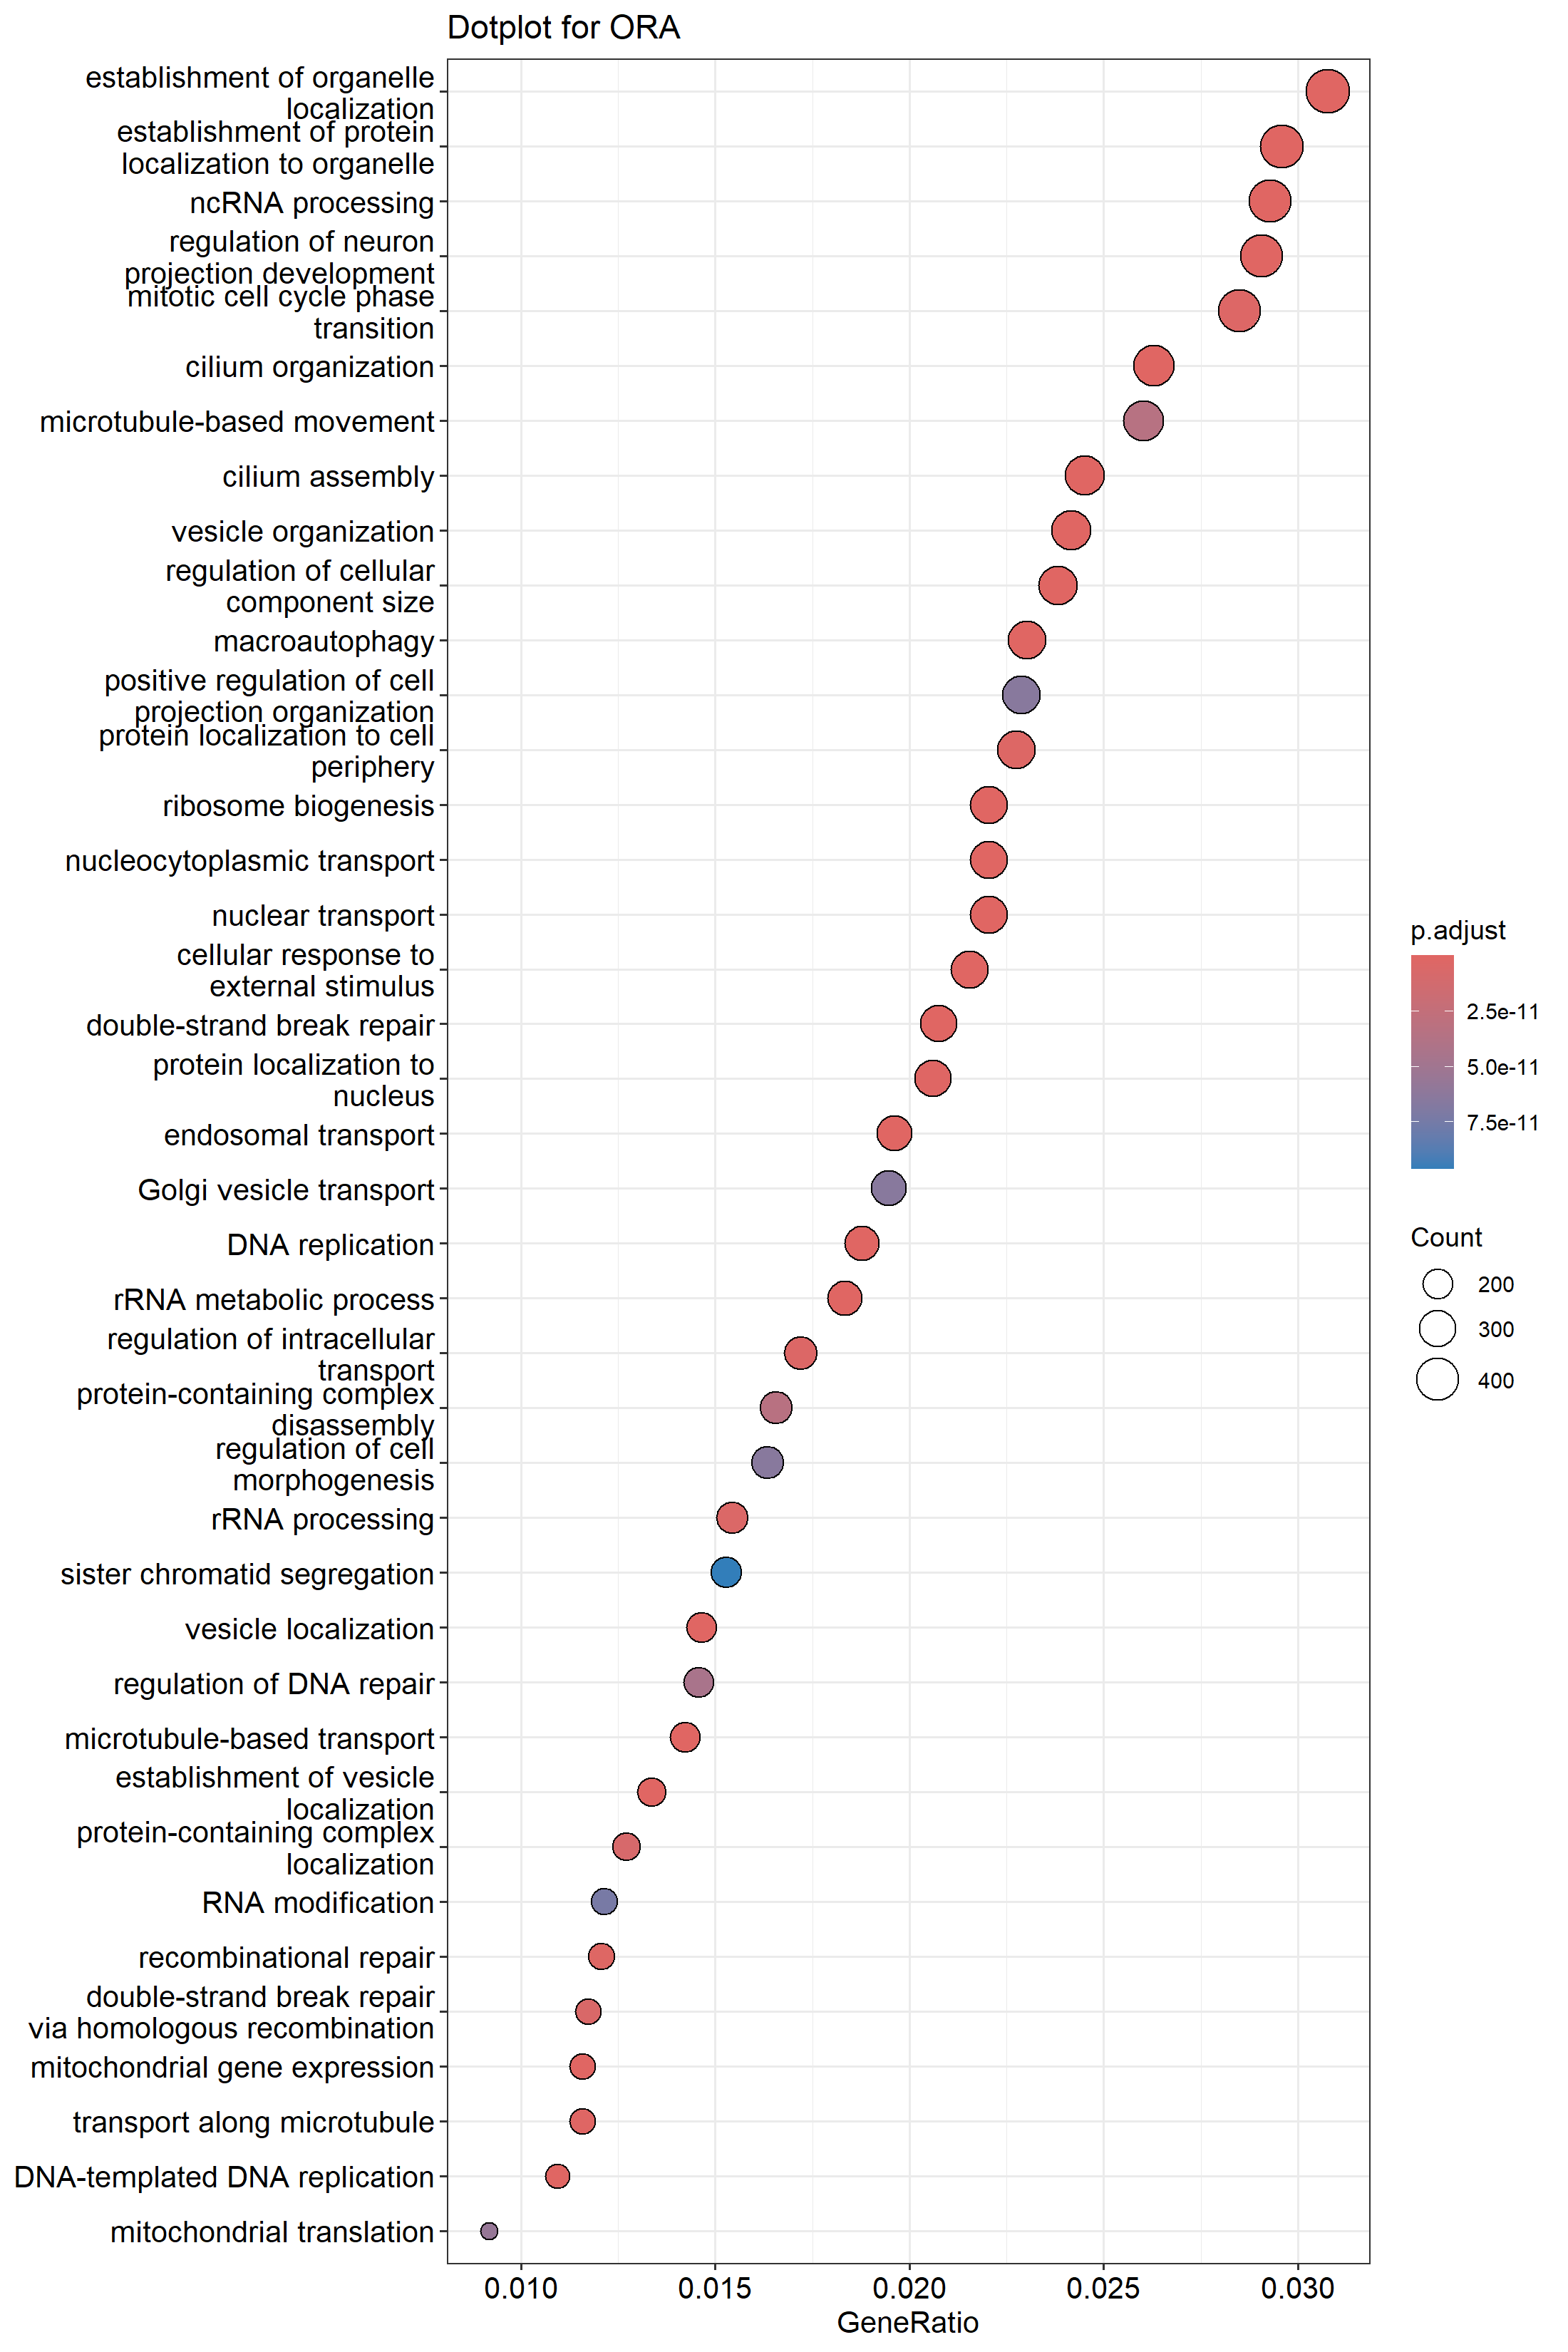 Dotplot for ORA
establishment of organelle
localization
establishment of protein
localization to organelle
ncRNA processing
regulation of neuron
projection development
mitotic cell cycle phase
transition
cilium organization
microtubule-based movement
cilium assembly
vesicle organization
regulation of cellular
component size
macroautophagy
positive regulation of cell
projection organization
protein localization to cell
periphery
ribosome biogenesis
nucleocytoplasmic transport
nuclear transport
cellular response to
external stimulus
double-strand break repair
protein localization to
nucleus
endosomal transport
Golgi vesicle transport
DNA replication
rRNA metabolic process
regulation of intracellular
transport
protein-containing complex
disassembly
regulation of cell
morphogenesis
rRNA processing
sister chromatid segregation
vesicle localization
regulation of DNA repair
microtubule-based transport
establishment of vesicle
localization
protein-containing complex
localization
RNA modification
recombinational repair
double-strand break repair
via homologous recombination
mitochondrial gene expression
transport along microtubule
DNA-templated DNA replication
mitochondrial translation
0.010 0.015 0.020 0.025 0.030
GeneRatio
p.adjust
2.5e-11
5.0e-11
7.5e-11
Count
200
300
400